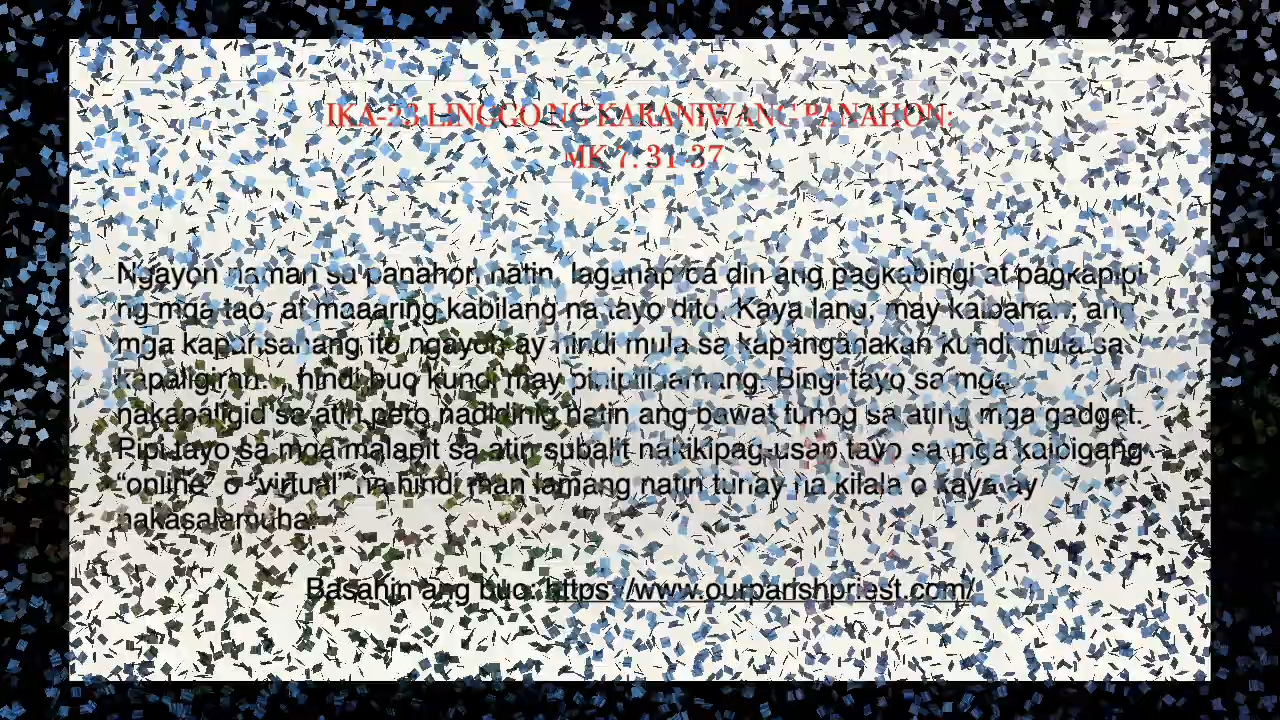 IKA-23 LINGGO NG KARANIWANG PANAHON:
MK 7, 31-37
Ngayon naman sa panahon natin, laganap pa din ang pagkabingi at pagkapipi
ng mga tao, at maaaring kabilang na tayo dito. Kaya lang, may kaibahan, ang
mga kapansanang ito ngayon ay hindi mula sa kapanganakan kundi mula sa
kapaligiran. hindi buo kundi may pinipili lamang. Bingi tayo sa mga
nakapaligid sa atin pero nadidinig natin ang bawat tunog sa ating mga gadget.
Pipi tayo sa mga malapit sa atin subalit nakikipag-usap tayo sa mga kaibigang
“online” o “virtual” na hindi man lamang natin tunay na kilala o kaya ay
nakasalamuha.
Basahin ang buo: https://www.ourparishpriest.com/